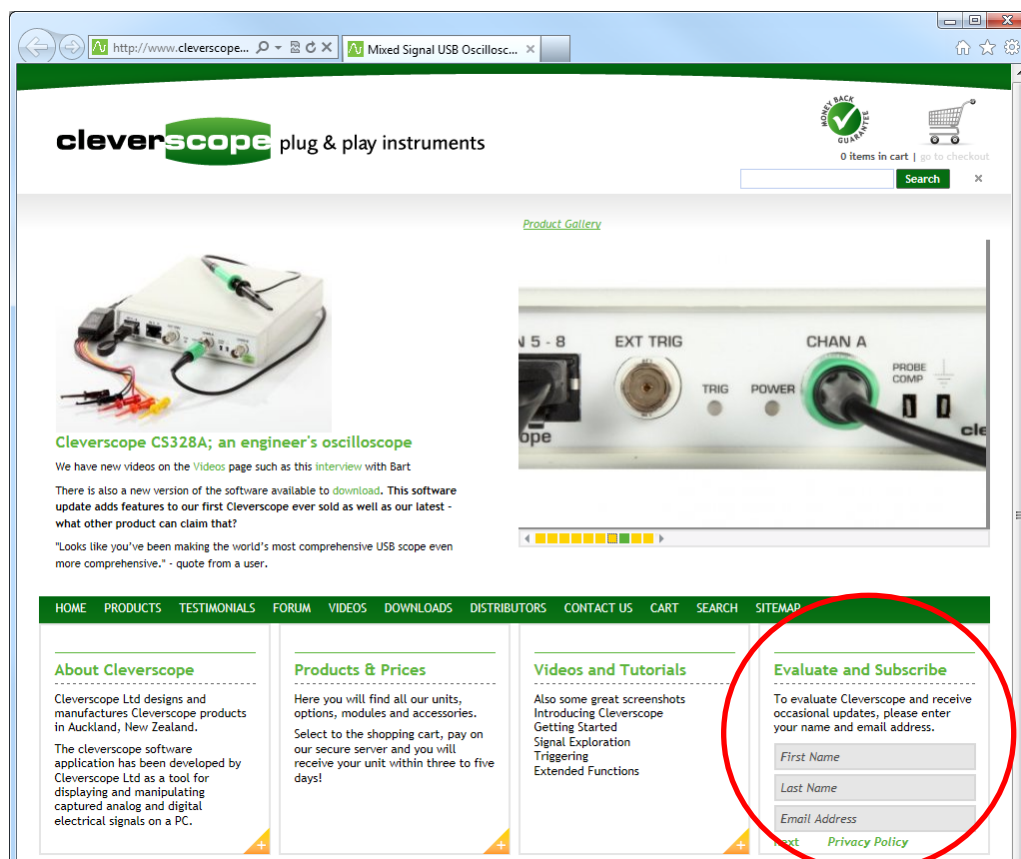 http://www.cleverscope...
Mixed Signal USB Oscillosc...
MONEY BACK GUARANTEE
cleverscope plug & play instruments
0 items in cart | go to checkout
Search
Product Gallery
N 5 - 8
EXT TRIG
TRIG
POWER
CHAN A
PROBE
COMP
ope
cle
Cleverscope CS328A; an engineer's oscilloscope
We have new videos on the Videos page such as this interview with Bart
There is also a new version of the software available to download. This software
update adds features to our first Cleverscope ever sold as well as our latest -
what other product can claim that?
"Looks like you've been making the world's most comprehensive USB scope even
more comprehensive." - quote from a user.
HOME PRODUCTS TESTIMONIALS FORUM VIDEOS DOWNLOADS DISTRIBUTORS CONTACT US CART SEARCH SITEMAP
About Cleverscope
Cleverscope Ltd designs and
manufactures Cleverscope products
in Auckland, New Zealand.
The cleverscope software
application has been developed by
Cleverscope Ltd as a tool for
displaying and manipulating
captured analog and digital
electrical signals on a PC.
Products & Prices
Here you will find all our units,
options, modules and accessories.
Select to the shopping cart, pay on
our secure server and you will
receive your unit within three to five
days!
Videos and Tutorials
Also some great screenshots
Introducing Cleverscope
Getting Started
Signal Exploration
Triggering
Extended Functions
Evaluate and Subscribe
To evaluate Cleverscope and receive
occasional updates, please enter
your name and email address.
First Name
Last Name
Email Address
Next Privacy Policy